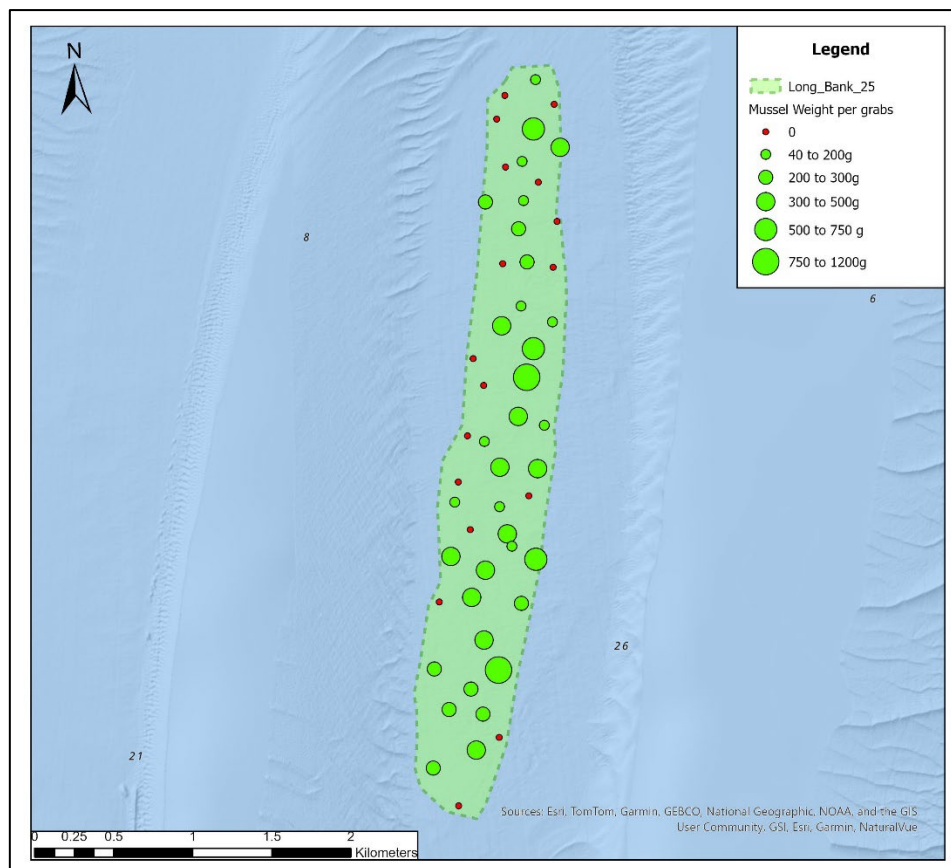 N
Legend
Long_Bank_25
Mussel Weight per grabs
0
40 to 200g
200 to 300g
300 to 500g
500 to 750 g
750 to 1200g
8
6
26
21
Sources: Esri, TomTom, Garmin, GEBCO, National Geographic, NOAA, and the GIS
User Community, GSI, Esri, Garmin, NaturalVue
0 0.25 0.5 1 1.5 2
Kilometers